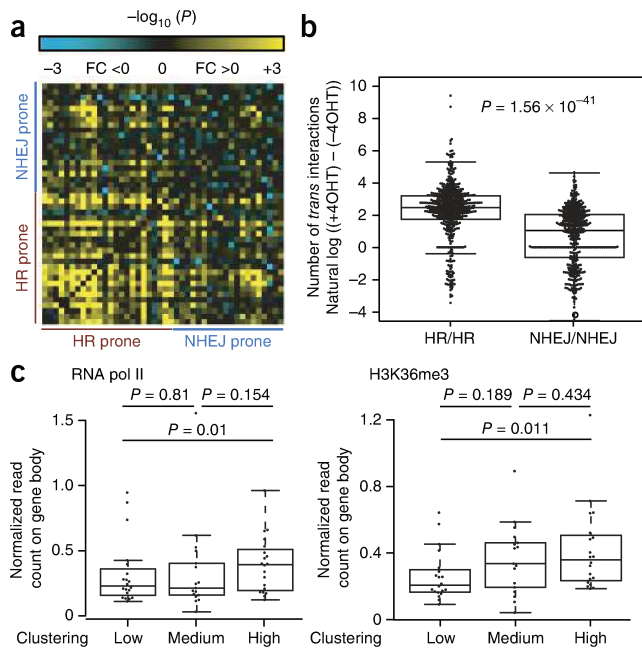 a
–log10 (P)
–3 FC <0 0 FC >0 +3
NHEJ prone
HR prone
HR prone NHEJ prone
b
Number of trans interactions
Natural log ((+4OHT) – (–4OHT))
10
8
6
4
2
0
–2
–4
P = 1.56 × 10–41
HR/HR NHEJ/NHEJ
c
RNA pol II
P = 0.81 P = 0.154
P = 0.01
Normalized read
count on gene body
1.5
1.0
0.5
0
Clustering Low Medium High
H3K36me3
P = 0.189 P = 0.434
P = 0.011
Normalized read
count on gene body
1.2
0.8
0.4
0
Clustering Low Medium High